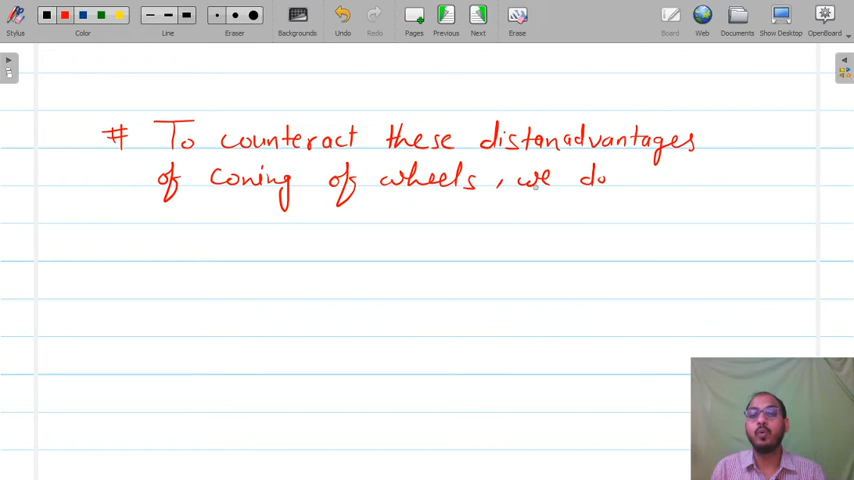 Stylus
Color
Line
Eraser
Backgrounds
Undo
Redo
Pages
Previous
Next
Erase
Board
Web
Documents
Show Desktop
OpenBoard
# To counteract these distanadvantages
of coning of wheels, we do